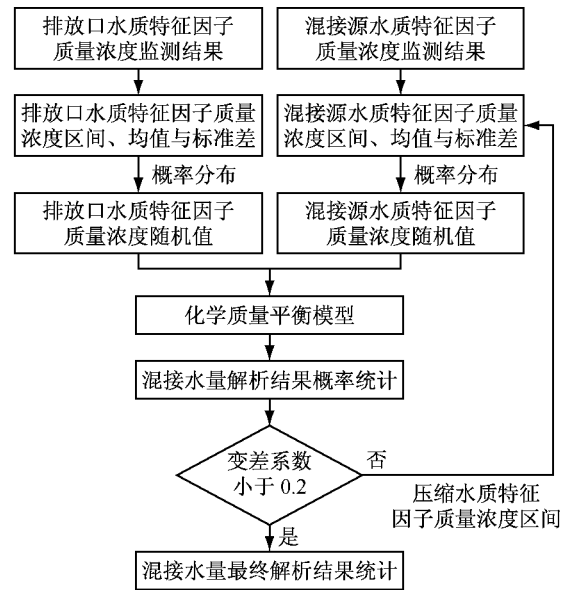 排放口水质特征因子
质量浓度监测结果
混接源水质特征因子
质量浓度监测结果
排放口水质特征因子质量
浓度区间、均值与标准差
混接源水质特征因子质量
浓度区间、均值与标准差
概率分布
概率分布
排放口水质特征因子
质量浓度随机值
混接源水质特征因子
质量浓度随机值
化学质量平衡模型
混接水量解析结果概率统计
变差系数
小于 0.2
否
压缩水质特征
因子质量浓度区间
是
混接水量最终解析结果统计